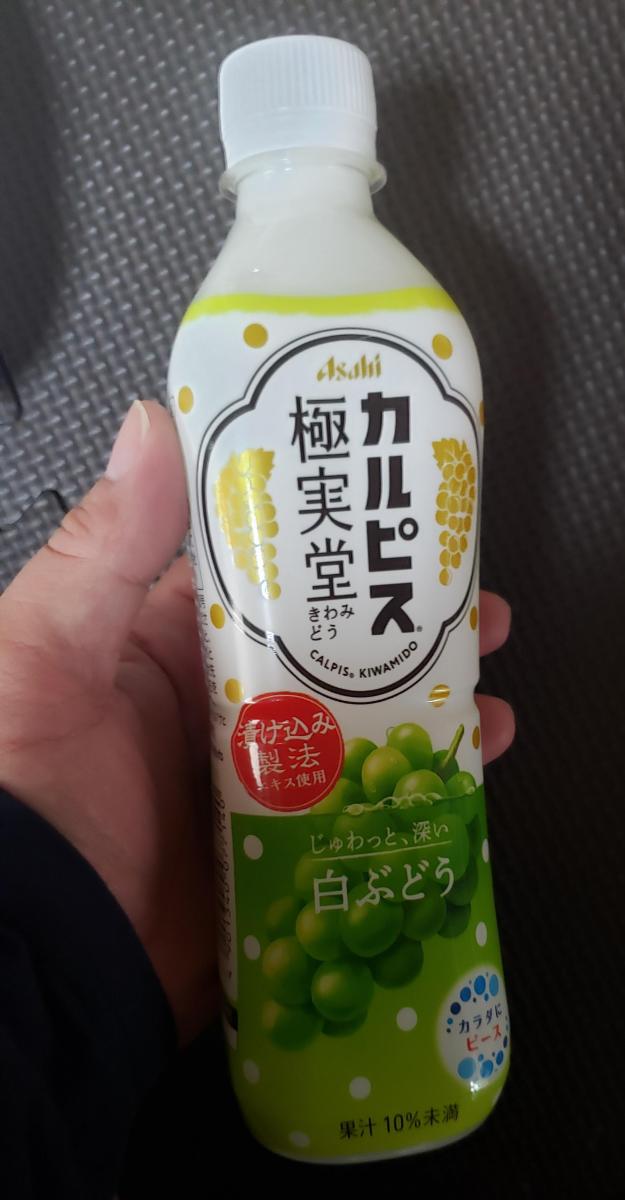 Asahi
カルピス®
極実堂
きわみ
どう
CALPIS® KIWAMIDO
漬け込み
製法
エキス使用
じゅわっと、深い
白ぶどう
カラダに
ピース
果汁10%未満